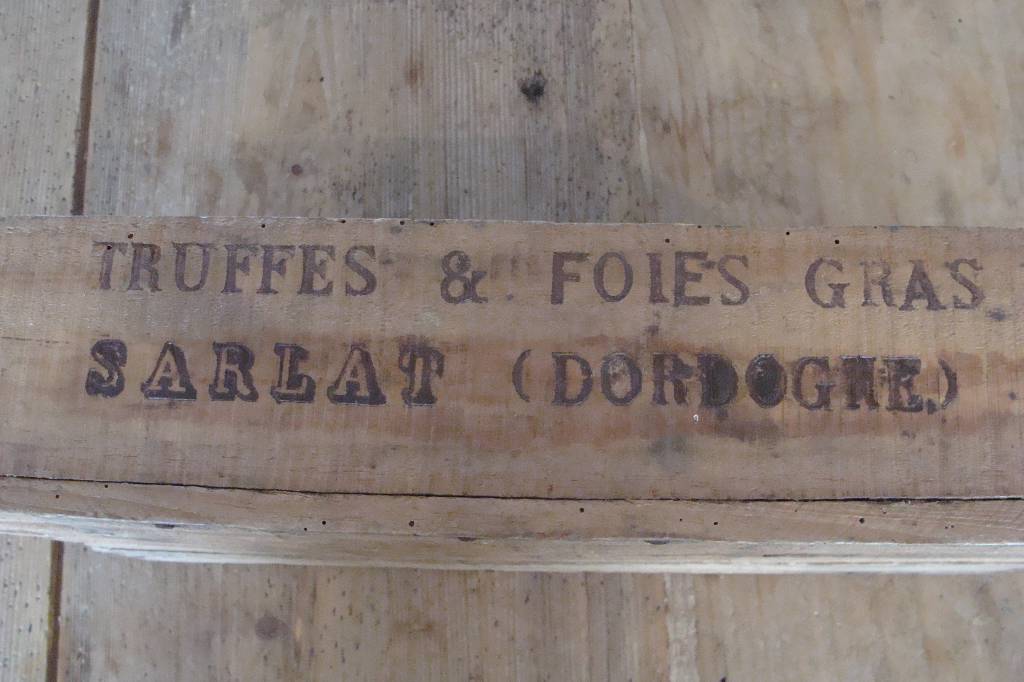 TRUFFES & FOIES GRAS
SARLAT (DORDOGNE)